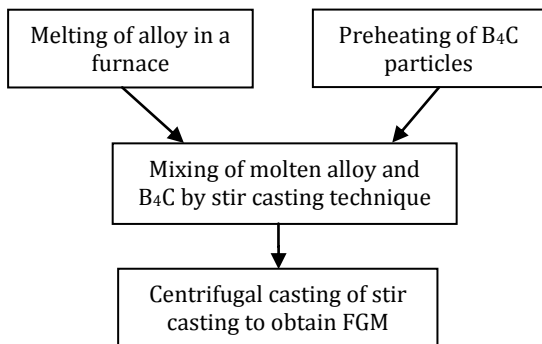 Melting of alloy in a
furnace
Preheating of B₄C
particles
Mixing of molten alloy and
B₄C by stir casting technique
Centrifugal casting of stir
casting to obtain FGM